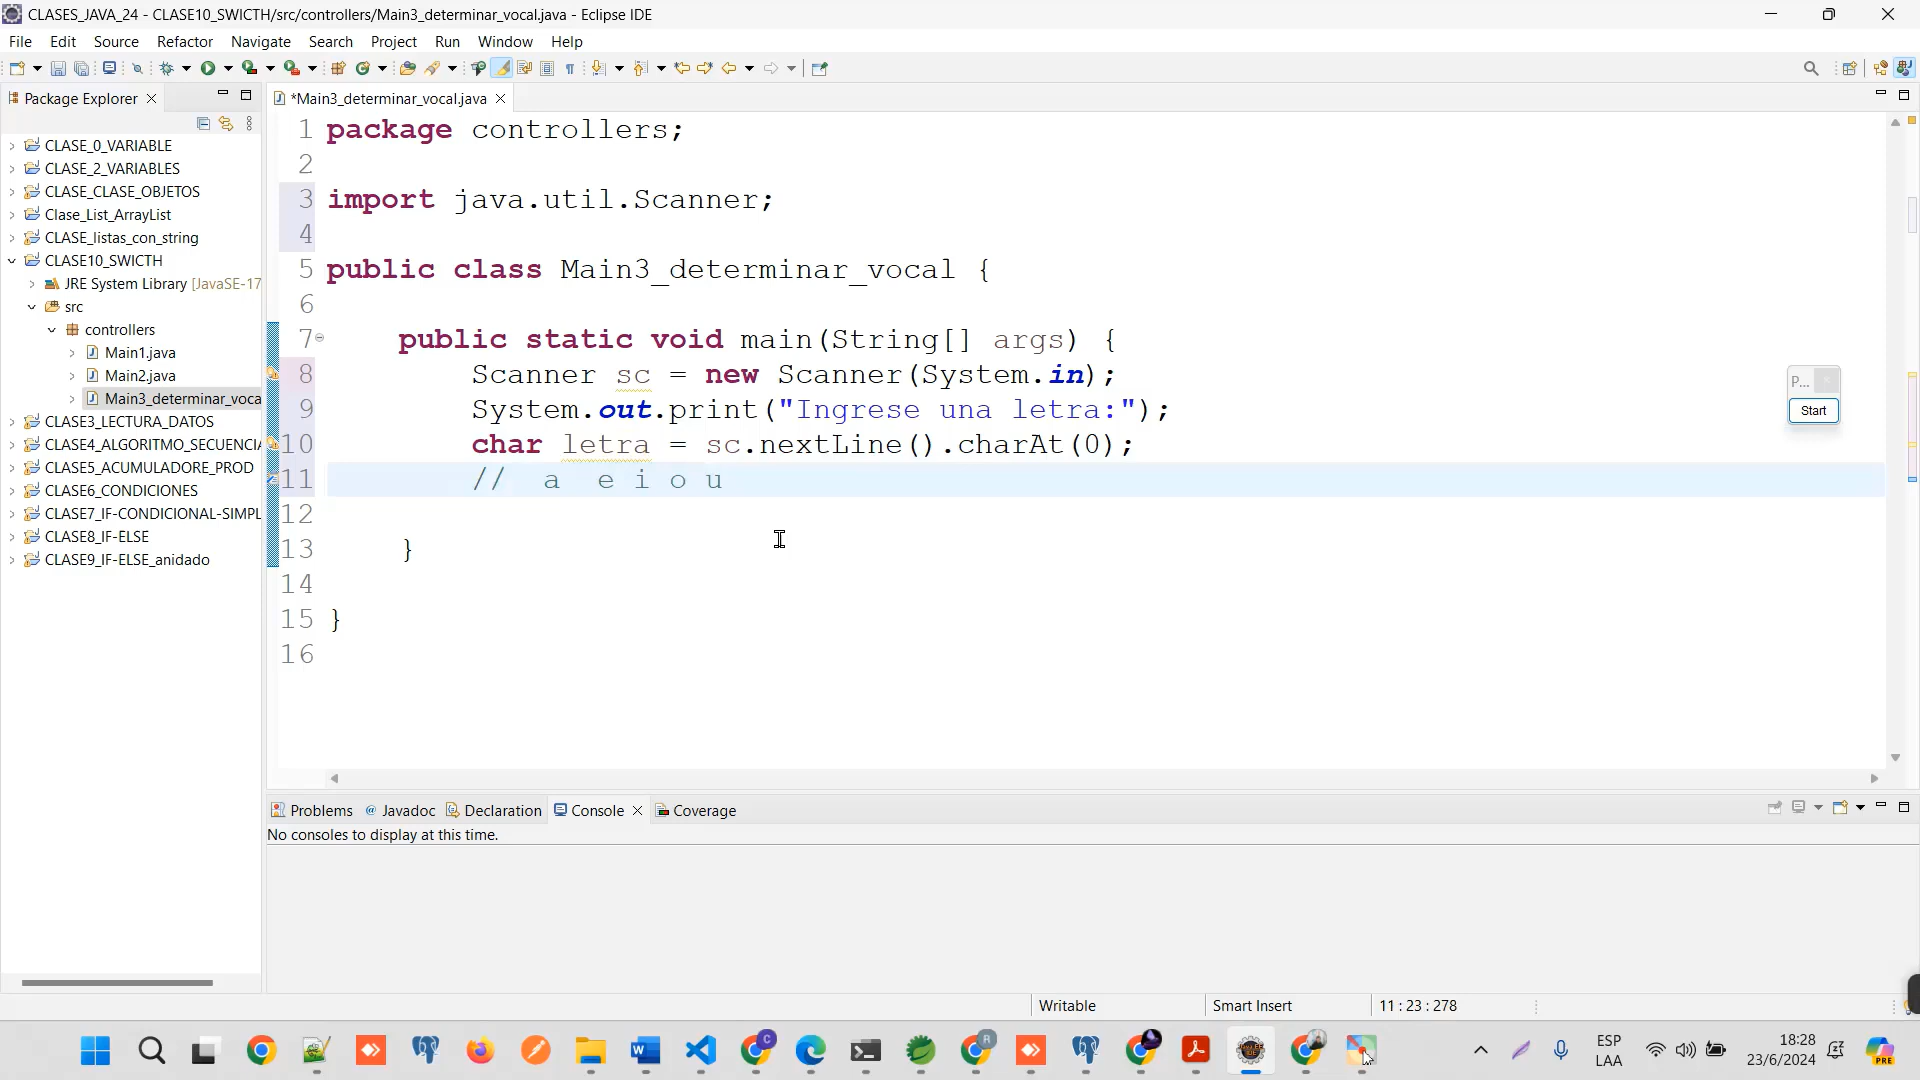 CLASES_JAVA_24 - CLASE10_SWICTH/src/controllers/Main3_determinar_vocal.java - Eclipse IDE
File Edit Source Refactor Navigate Search Project Run Window Help
Package Explorer
*Main3_determinar_vocal.java
CLASE_0_VARIABLE
CLASE_2_VARIABLES
CLASE_CLASE_OBJETOS
Clase_List_ArrayList
CLASE_listas_con_string
CLASE10_SWICTH
JRE System Library [JavaSE-17
src
controllers
Main1.java
Main2.java
Main3_determinar_voca
CLASE3_LECTURA_DATOS
CLASE4_ALGORITMO_SECUENCIA
CLASE5_ACUMULADORE_PROD
CLASE6_CONDICIONES
CLASE7_IF-CONDICIONAL-SIMPL
CLASE8_IF-ELSE
CLASE9_IF-ELSE_anidado
1 package controllers;
2
3 import java.util.Scanner;
4
5 public class Main3_determinar_vocal {
6
7 public static void main(String[] args) {
8 Scanner sc = new Scanner(System.in);
9 System.out.print("Ingrese una letra:");
10 char letra = sc.nextLine().charAt(0);
11 // a e i o u
12
13 }
14
15 }
16
P...
Start
Problems Javadoc Declaration Console Coverage
No consoles to display at this time.
Writable Smart Insert 11 : 23 : 278
ESP
LAA
18:28
23/6/2024
PRE